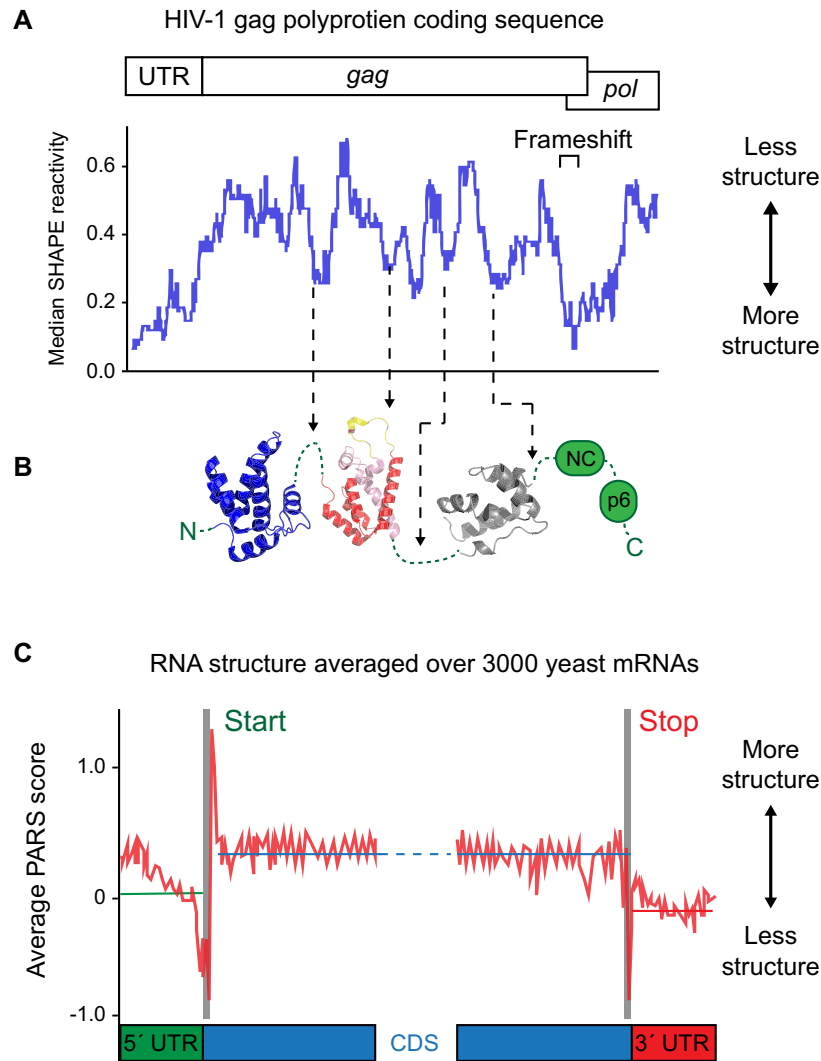 A
HIV-1 gag polyprotien coding sequence
UTR
gag
pol
Median SHAPE reactivity
0.6
0.4
0.2
0.0
Frameshift
Less
structure
More
structure
B
N
NC
p6
C
C
RNA structure averaged over 3000 yeast mRNAs
Average PARS score
1.0
0
-1.0
Start
Stop
More
structure
Less
structure
5´ UTR
CDS
3´ UTR